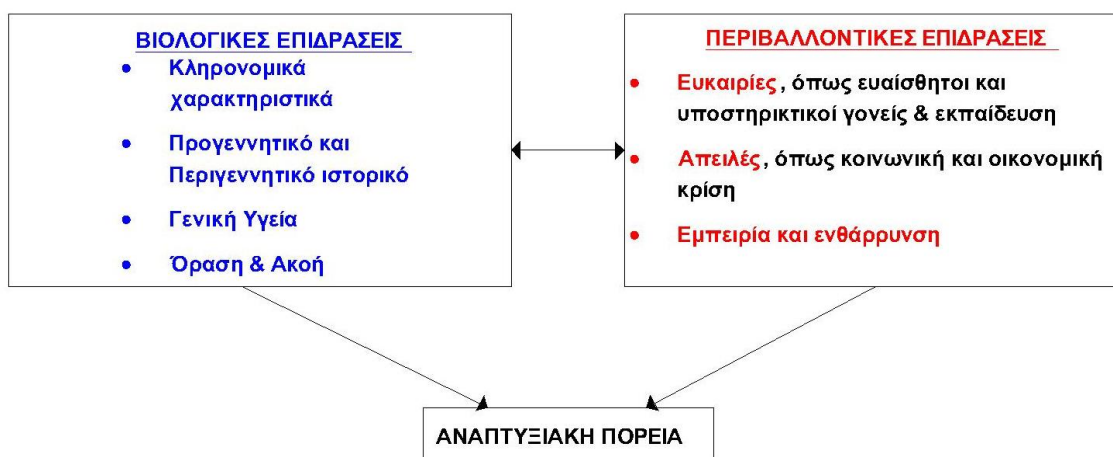 ΒΙΟΛΟΓΙΚΕΣ ΕΠΙΔΡΑΣΕΙΣ
• Κληρονομικά
χαρακτηριστικά
• Προγεννητικό και
Περιγεννητικό ιστορικό
• Γενική Υγεία
• Όραση & Ακοή
ΠΕΡΙΒΑΛΛΟΝΤΙΚΕΣ ΕΠΙΔΡΑΣΕΙΣ
• Ευκαιρίες, όπως ευαίσθητοι και
υποστηρικτικοί γονείς & εκπαίδευση
• Απειλές, όπως κοινωνική και οικονομική
κρίση
• Εμπειρία και ενθάρρυνση
ΑΝΑΠΤΥΞΙΑΚΗ ΠΟΡΕΙΑ